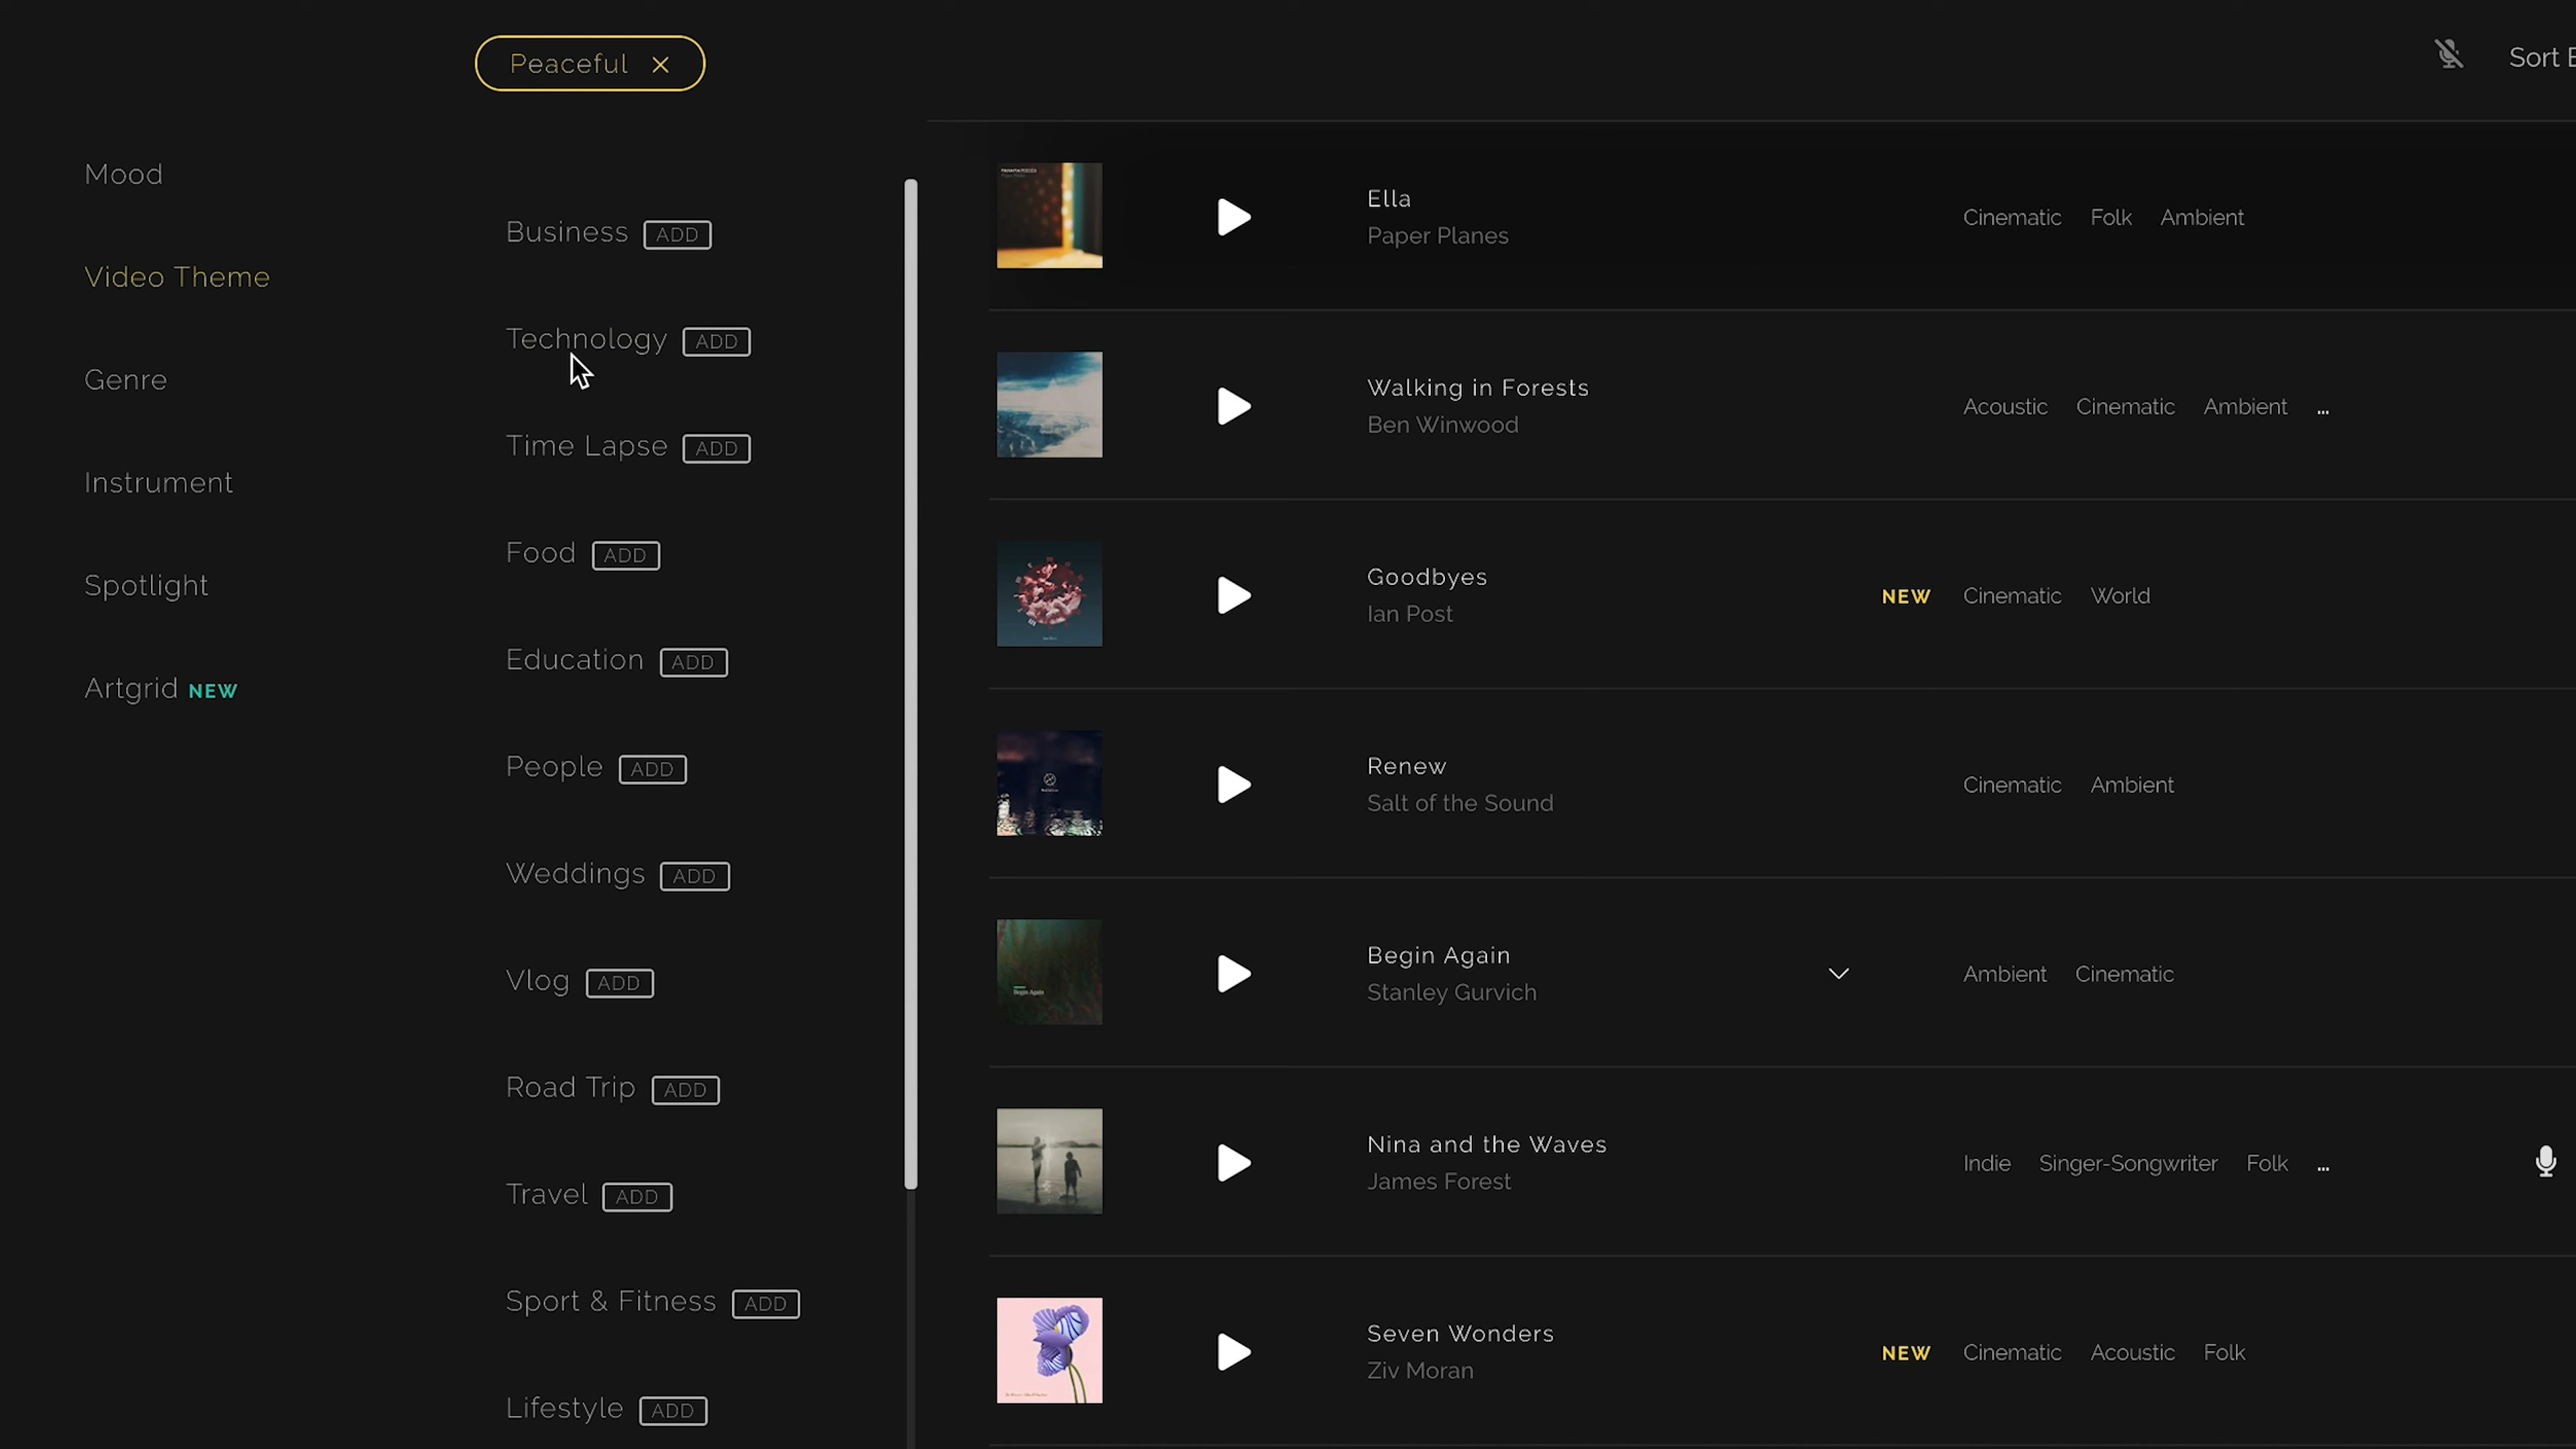 Peaceful
Sort
Mood
Video Theme
Genre
Instrument
Spotlight
Artgrid NEW
Business ADD
Technology ADD
Time Lapse ADD
Food ADD
Education ADD
People ADD
Weddings ADD
Vlog ADD
Road Trip ADD
Travel ADD
Sport & Fitness ADD
Lifestyle ADD
Ella
Paper Planes
Cinematic Folk Ambient
Walking in Forests
Ben Winwood
Acoustic Cinematic Ambient ...
Goodbyes
Ian Post
NEW Cinematic World
Renew
Salt of the Sound
Cinematic Ambient
Begin Again
Begin Again
Stanley Gurvich
Ambient Cinematic
Nina and the Waves
James Forest
Indie Singer-Songwriter Folk ...
Seven Wonders
Ziv Moran
NEW Cinematic Acoustic Folk